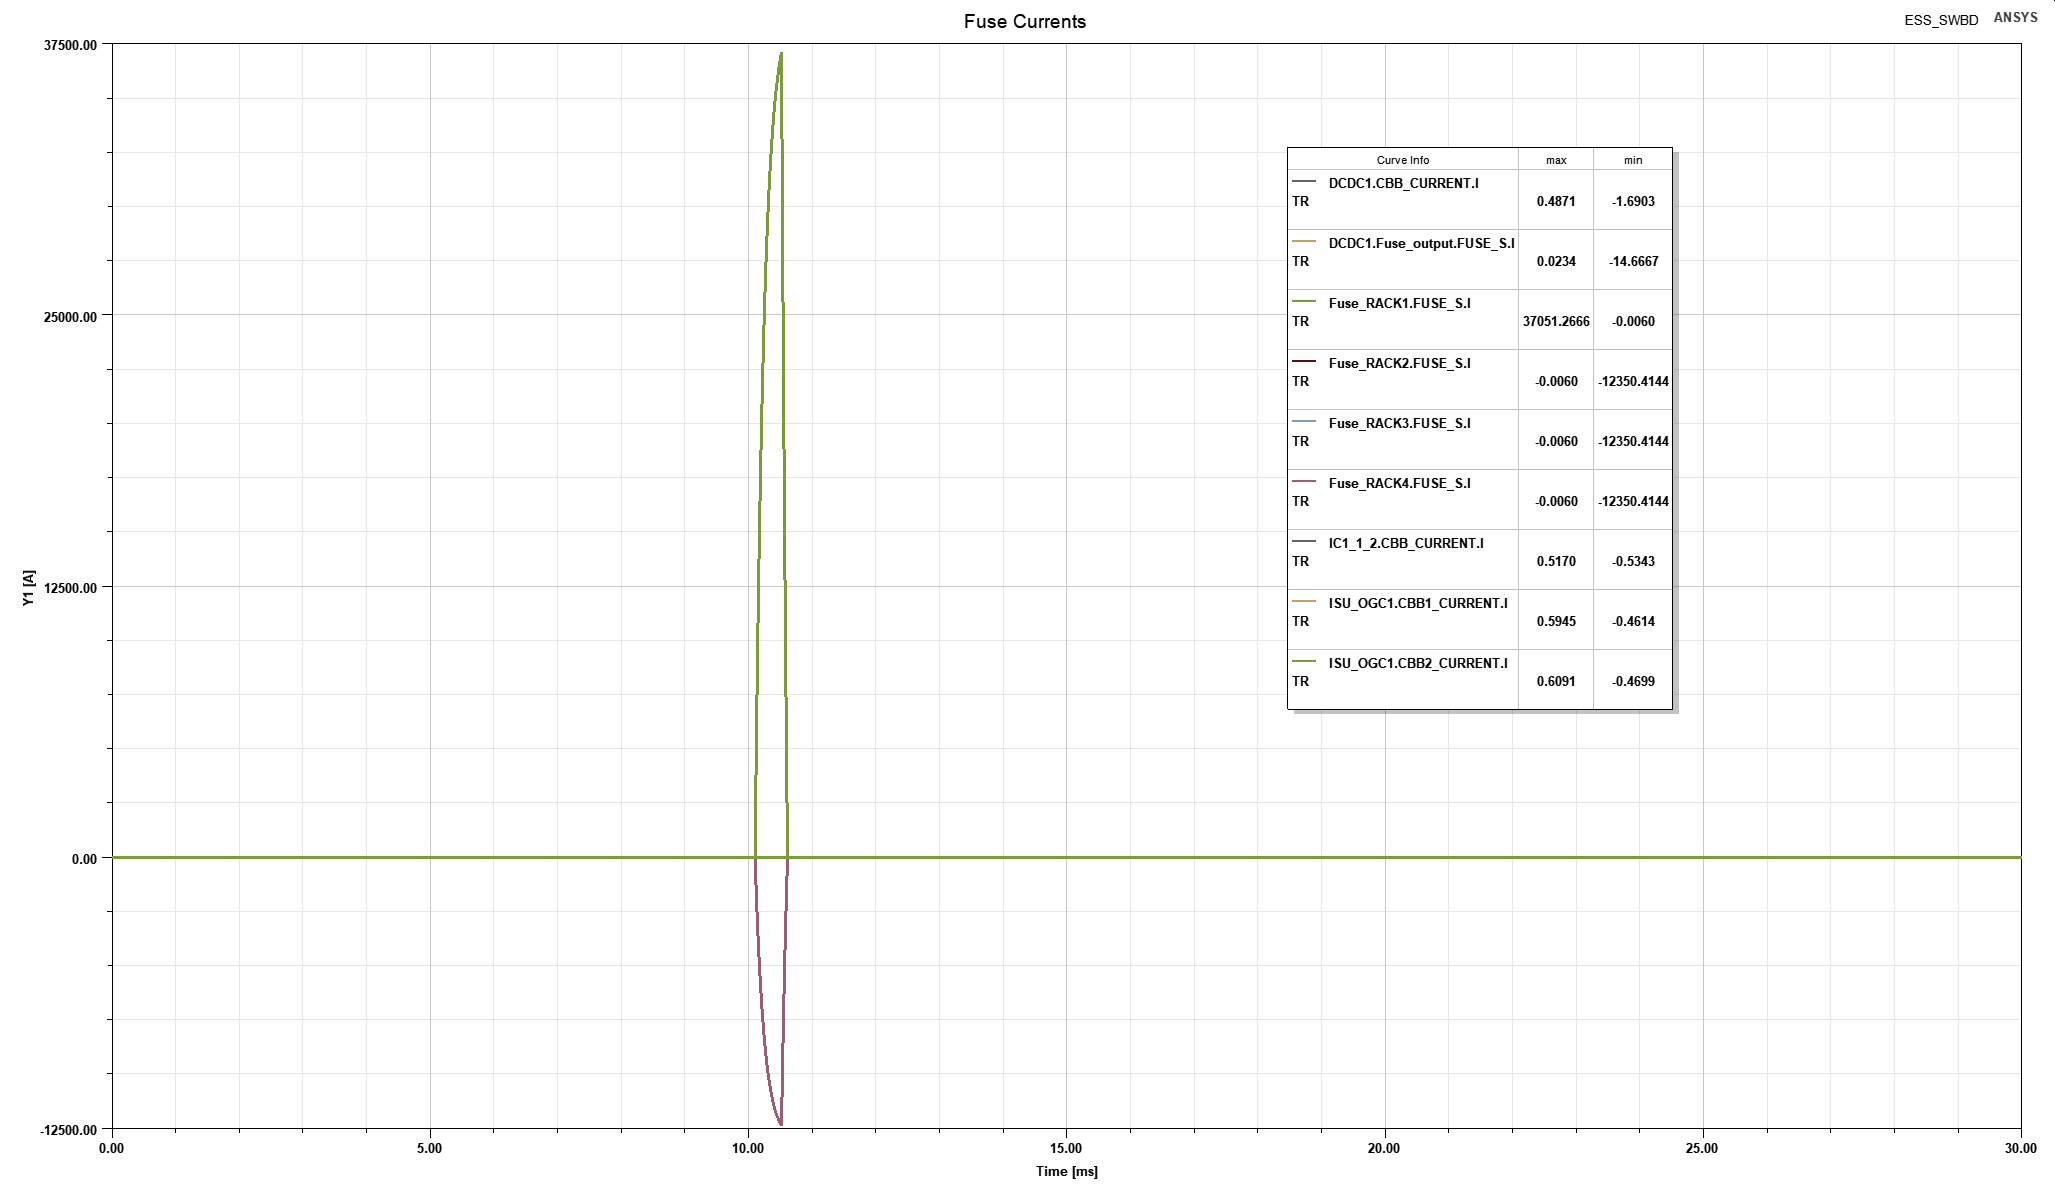 Fuse Currents
ESS_SWBD ANSYS
37500.00
25000.00
12500.00
0.00
-12500.00
Y1 [A]
0.00 5.00 10.00 15.00 20.00 25.00 30.00
Time [ms]
Curve Info max min
DCDC1.CBB_CURRENT.I
TR 0.4871 -1.6903
DCDC1.Fuse_output.FUSE_S.I
TR 0.0234 -14.6667
Fuse_RACK1.FUSE_S.I
TR 37051.2666 -0.0060
Fuse_RACK2.FUSE_S.I
TR -0.0060 -12350.4144
Fuse_RACK3.FUSE_S.I
TR -0.0060 -12350.4144
Fuse_RACK4.FUSE_S.I
TR -0.0060 -12350.4144
IC1_1_2.CBB_CURRENT.I
TR 0.5170 -0.5343
ISU_OGC1.CBB1_CURRENT.I
TR 0.5945 -0.4614
ISU_OGC1.CBB2_CURRENT.I
TR 0.6091 -0.4699